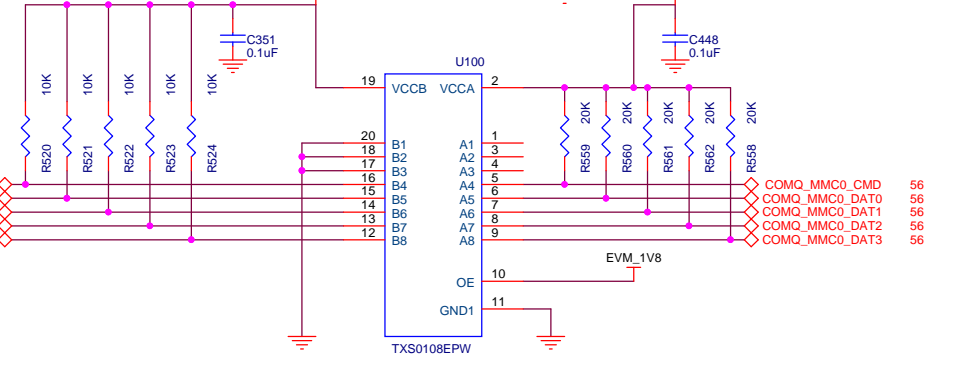 C351
0.1uF
C448
0.1uF
U100
10K
10K
10K
10K
10K
R520
R521
R522
R523
R524
19 VCCB VCCA 2
20K
20K
20K
20K
20K
R559
R560
R561
R562
R558
20 B1 A1 1
18 B2 A2 3
17 B3 A3 4
16 B4 A4 5 COMQ_MMC0_CMD 56
15 B5 A5 6 COMQ_MMC0_DAT0 56
14 B6 A6 7 COMQ_MMC0_DAT1 56
13 B7 A7 8 COMQ_MMC0_DAT2 56
12 B8 A8 9 COMQ_MMC0_DAT3 56
EVM_1V8
OE 10
GND1 11
TXS0108EPW